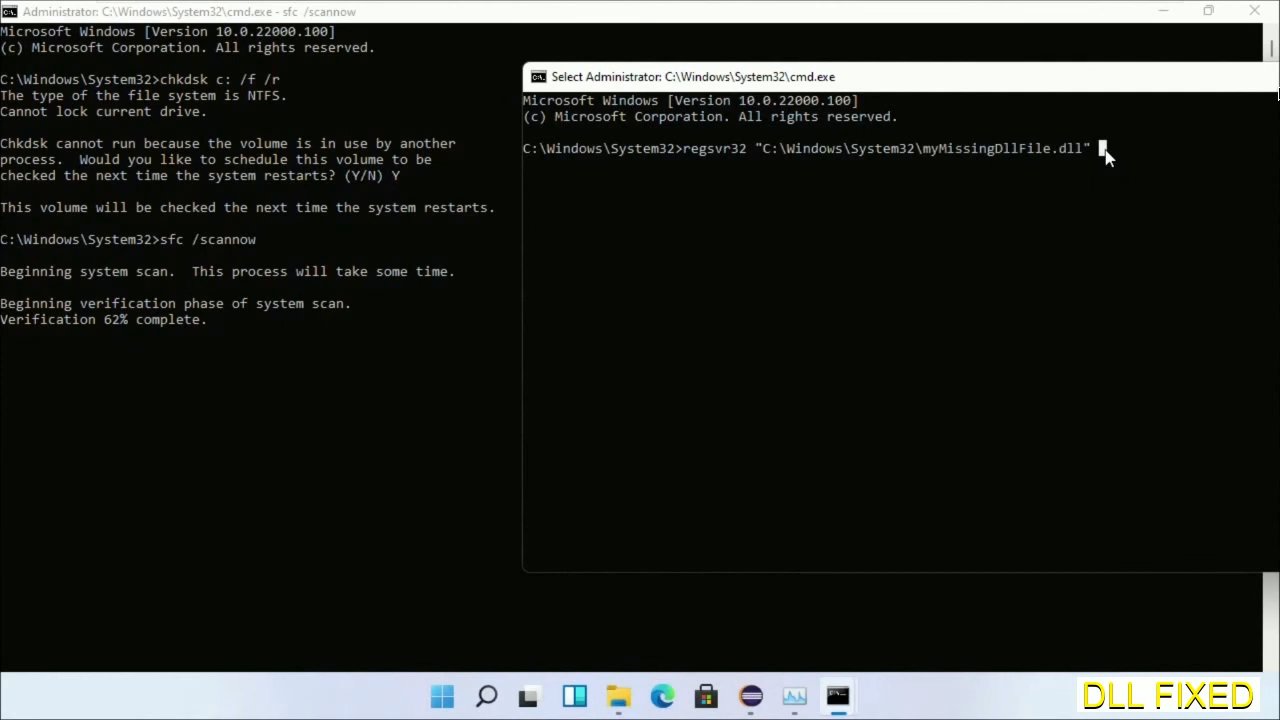 Administrator: C:\Windows\System32\cmd.exe - sfc /scannow
Microsoft Windows [Version 10.0.22000.100]
(c) Microsoft Corporation. All rights reserved.
C:\Windows\System32>chkdsk c: /f /r
The type of the file system is NTFS.
Cannot lock current drive.
Chkdsk cannot run because the volume is in use by another
process.  Would you like to schedule this volume to be
checked the next time the system restarts? (Y/N) Y
This volume will be checked the next time the system restarts.
C:\Windows\System32>sfc /scannow
Beginning system scan.  This process will take some time.
Beginning verification phase of system scan.
Verification 62% complete.
Select Administrator: C:\Windows\System32\cmd.exe
Microsoft Windows [Version 10.0.22000.100]
(c) Microsoft Corporation. All rights reserved.
C:\Windows\System32>regsvr32 "C:\Windows\System32\myMissingDllFile.dll"
DLL FIXED